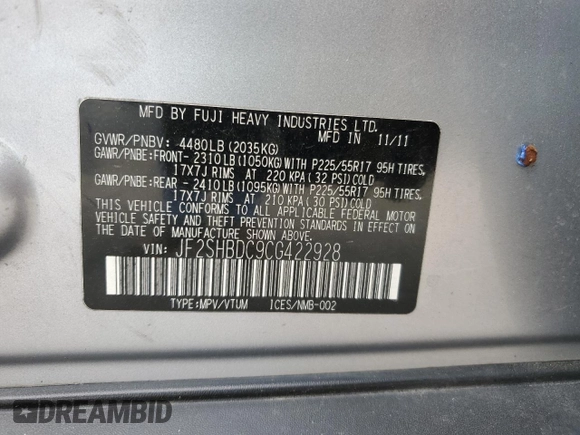 MFD BY FUJI HEAVY INDUSTRIES LTD.
IN 11/11
GVWR/PNBV: 4480LB(2035KG)
GAWR/PNBE:FRONT- 2310LB(1050KG)WITH P225/55R17 95H TIRES,
17X7J RIMS AT 220 KPA(32 PSI)COLD
GAWR/PNBE:REAR - 2410LB(1095KG)WITH P225/55R17 95H TIRES,
17X7J RIMS AT 210 KPA(30 PSI)COLD
THIS VEHICLE CONFORMS TO ALL APPLICABLE FEDERAL MOTOR
VEHICLE SAFETY AND THEFT PREVENTION STANDARDS IN EFFECT ON
THE DATE OF MANUFACTURE SHOWN ABOVE.
VIN: JF2SHBDC9CG422928
TYPE:MPV/VTUM ICES/NMB-002
DREAMBID